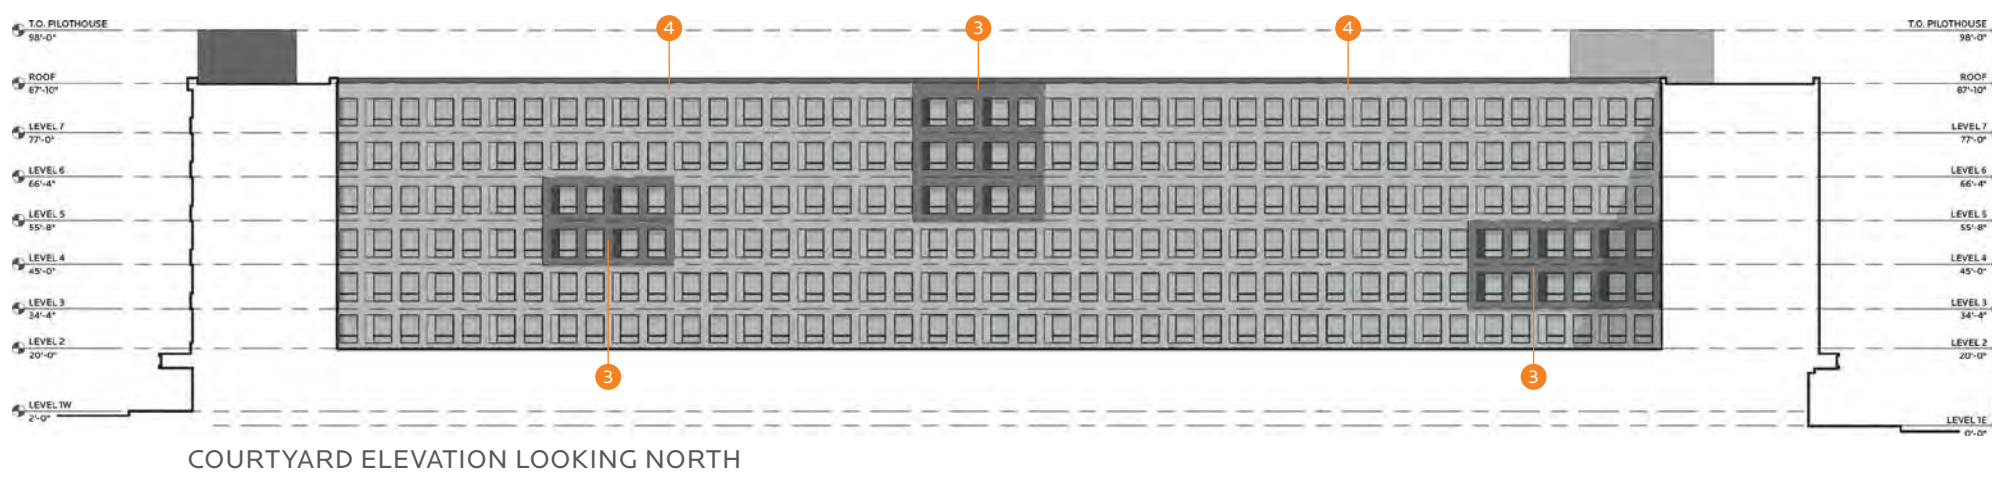 T.O. PILOTHOUSE
98'-0"
ROOF
87'-10"
LEVEL 7
77'-0"
LEVEL 6
66'-4"
LEVEL 5
55'-8"
LEVEL 4
45'-0"
LEVEL 3
34'-4"
LEVEL 2
20'-0"
LEVEL 1W
2'-0"
4
3
4
3
3
T.O. PILOTHOUSE
98'-0"
ROOF
87'-10"
LEVEL 7
77'-0"
LEVEL 6
66'-4"
LEVEL 5
55'-8"
LEVEL 4
45'-0"
LEVEL 3
34'-4"
LEVEL 2
20'-0"
LEVEL 1E
0'-0"
COURTYARD ELEVATION LOOKING NORTH